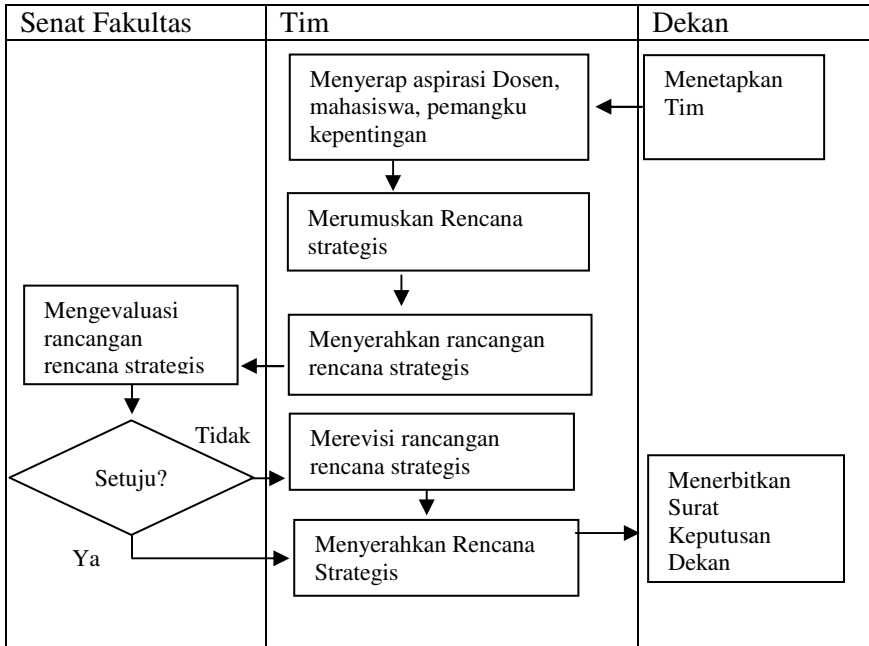 Senat Fakultas
Tim
Dekan
Menyerap aspirasi Dosen,
mahasiswa, pemangku
kepentingan
Menetapkan
Tim
Merumuskan Rencana
strategis
Mengevaluasi
rancangan
rencana strategis
Menyerahkan rancangan
rencana strategis
Tidak
Setuju?
Merevisi rancangan
rencana strategis
Ya
Menyerahkan Rencana
Strategis
Menerbitkan
Surat
Keputusan
Dekan